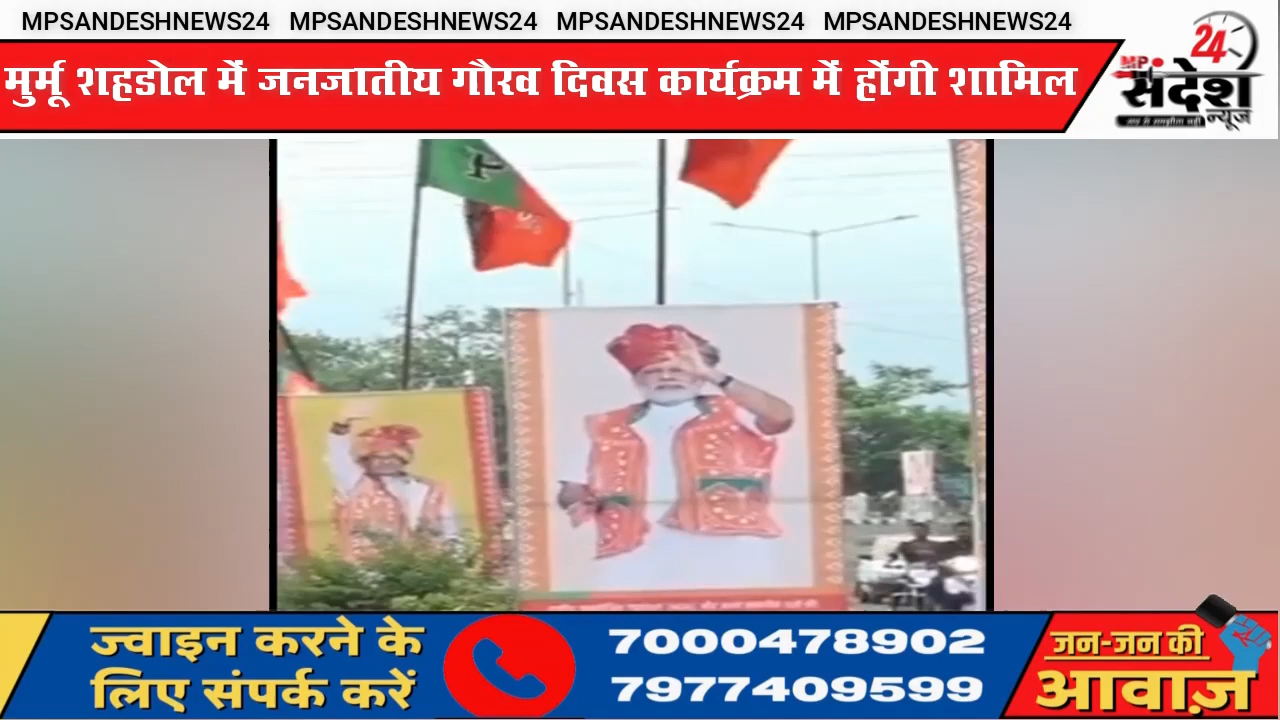 MPSANDESHNEWS24 MPSANDESHNEWS24 MPSANDESHNEWS24 MPSANDESHNEWS24
मुर्मू शहडोल में जनजातीय गौरव दिवस कार्यक्रम में होंगी शामिल
24
MP
संदेश
न्यूज
ज्वाइन करने के
लिए संपर्क करें
7000478902
7977409599
जन-जन की
आवाज़